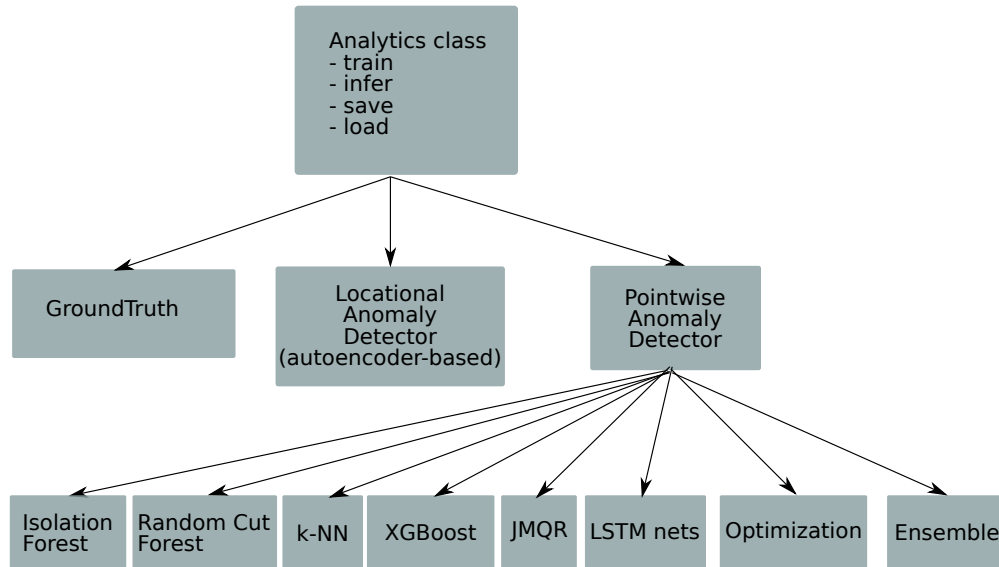 Analytics class
- train
- infer
- save
- load
GroundTruth
Locational
Anomaly
Detector
(autoencoder-based)
Pointwise
Anomaly
Detector
Isolation
Forest
Random Cut
Forest
k-NN
XGBoost
JMQR
LSTM nets
Optimization
Ensemble